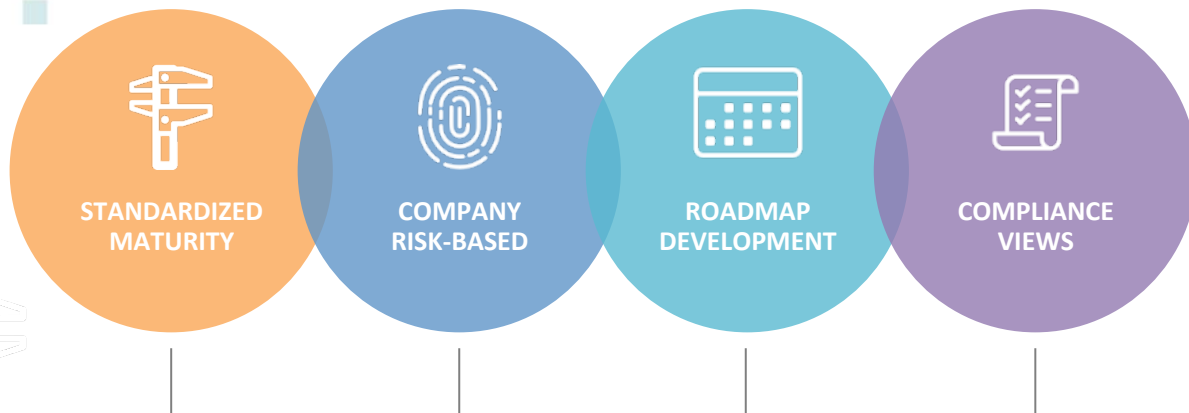 STANDARDIZED
MATURITY
COMPANY
RISK-BASED
ROADMAP
DEVELOPMENT
COMPLIANCE
VIEWS